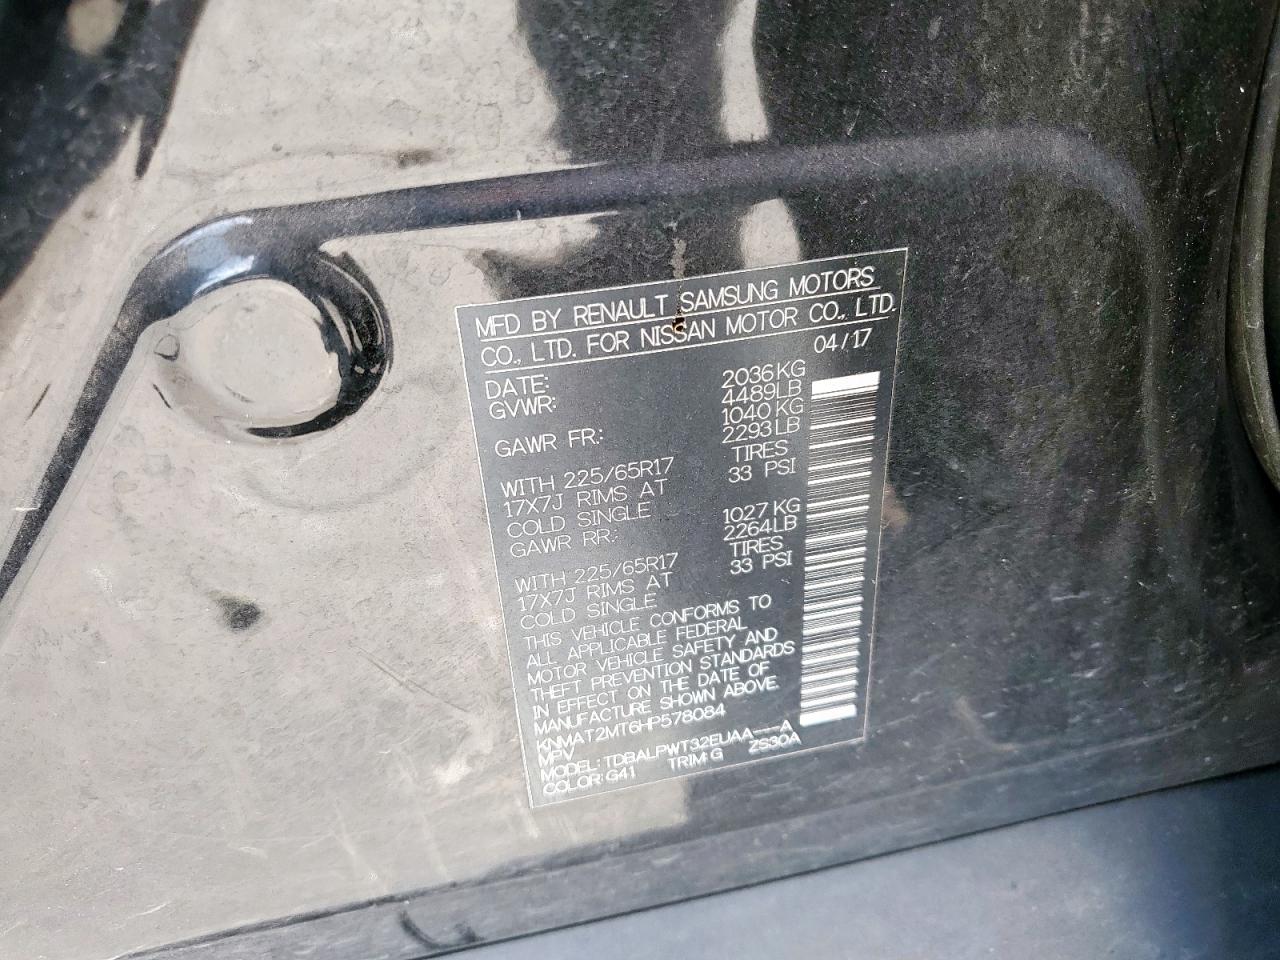 MFD BY RENAULT SAMSUNG MOTORS
CO., LTD. FOR NISSAN MOTOR CO., LTD.
DATE: 04/17
GVWR: 2036KG
4489LB
GAWR FR.: 1040KG
2293LB
WITH 225/65R17 TIRES
17X7J RIMS AT 33 PSI
COLD SINGLE
GAWR RR.: 1027KG
2264LB
WITH 225/65R17 TIRES
17X7J RIMS AT 33 PSI
COLD SINGLE
THIS VEHICLE CONFORMS TO
ALL APPLICABLE FEDERAL
MOTOR VEHICLE SAFETY AND
THEFT PREVENTION STANDARDS
IN EFFECT ON THE DATE OF
MANUFACTURE SHOWN ABOVE.
KNMAT2MT6HP578084
MPV
MODEL: TDBALPWT32EUAA----A
COLOR: G41 TRIM: G ZS30A